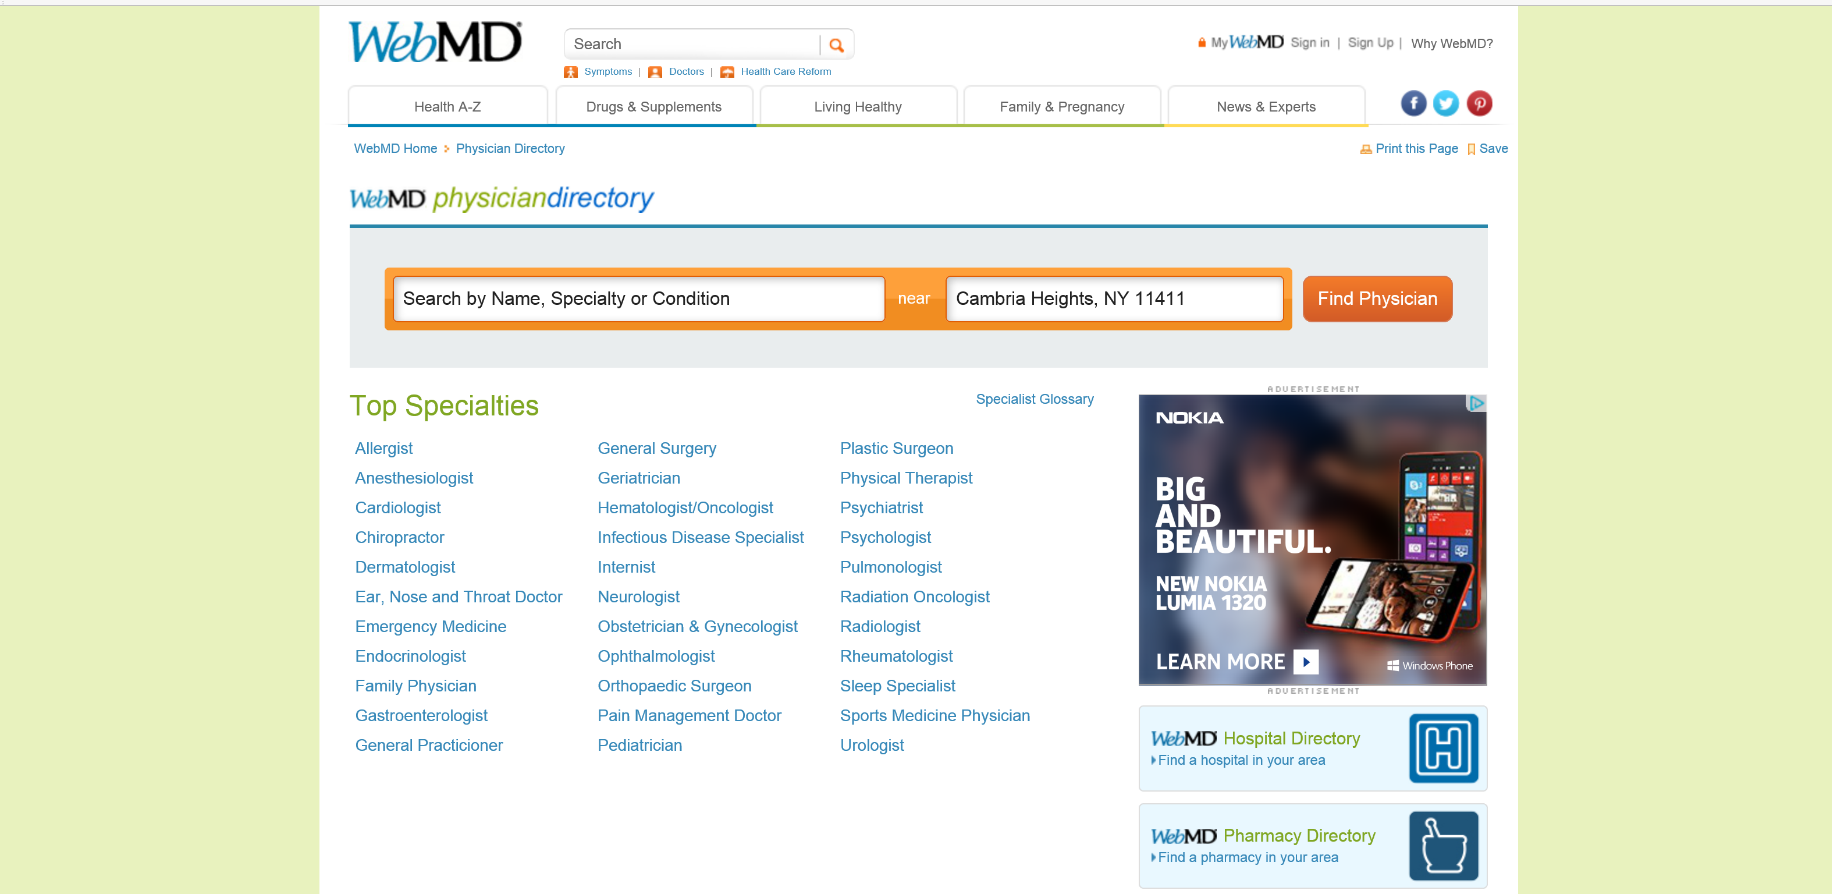 WebMD
Search
Symptoms | Doctors | Health Care Reform
My WebMD Sign in | Sign Up | Why WebMD?
Health A-Z
Drugs & Supplements
Living Healthy
Family & Pregnancy
News & Experts
WebMD Home Physician Directory
Print this Page Save
WebMD physiciandirectory
Search by Name, Specialty or Condition near Cambria Heights, NY 11411 Find Physician
Top Specialties
Specialist Glossary
Allergist
Anesthesiologist
Cardiologist
Chiropractor
Dermatologist
Ear, Nose and Throat Doctor
Emergency Medicine
Endocrinologist
Family Physician
Gastroenterologist
General Practicioner
General Surgery
Geriatrician
Hematologist/Oncologist
Infectious Disease Specialist
Internist
Neurologist
Obstetrician & Gynecologist
Ophthalmologist
Orthopaedic Surgeon
Pain Management Doctor
Pediatrician
Plastic Surgeon
Physical Therapist
Psychiatrist
Psychologist
Pulmonologist
Radiation Oncologist
Radiologist
Rheumatologist
Sleep Specialist
Sports Medicine Physician
Urologist
ADVERTISEMENT
NOKIA
BIG
AND
BEAUTIFUL.
NEW NOKIA
LUMIA 1320
LEARN MORE
Windows Phone
ADVERTISEMENT
WebMD Hospital Directory
Find a hospital in your area
WebMD Pharmacy Directory
Find a pharmacy in your area